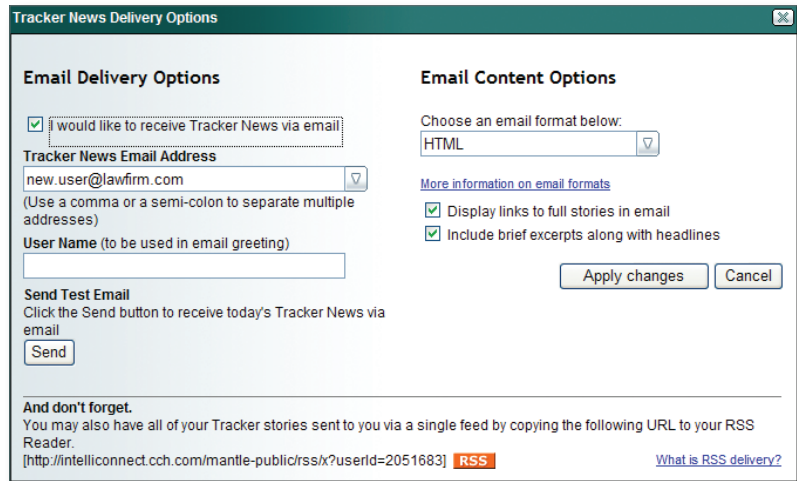 Tracker News Delivery Options
Email Delivery Options
I would like to receive Tracker News via email
Tracker News Email Address
new.user@lawfirm.com
(Use a comma or a semi-colon to separate multiple
addresses)
User Name (to be used in email greeting)
Send Test Email
Click the Send button to receive today's Tracker News via
email
Send
Email Content Options
Choose an email format below:
HTML
More information on email formats
Display links to full stories in email
Include brief excerpts along with headlines
Apply changes
Cancel
And don't forget.
You may also have all of your Tracker stories sent to you via a single feed by copying the following URL to your RSS
Reader.
[http://intelliconnect.cch.com/mantle-public/rss/x?userId=2051683] RSS
What is RSS delivery?